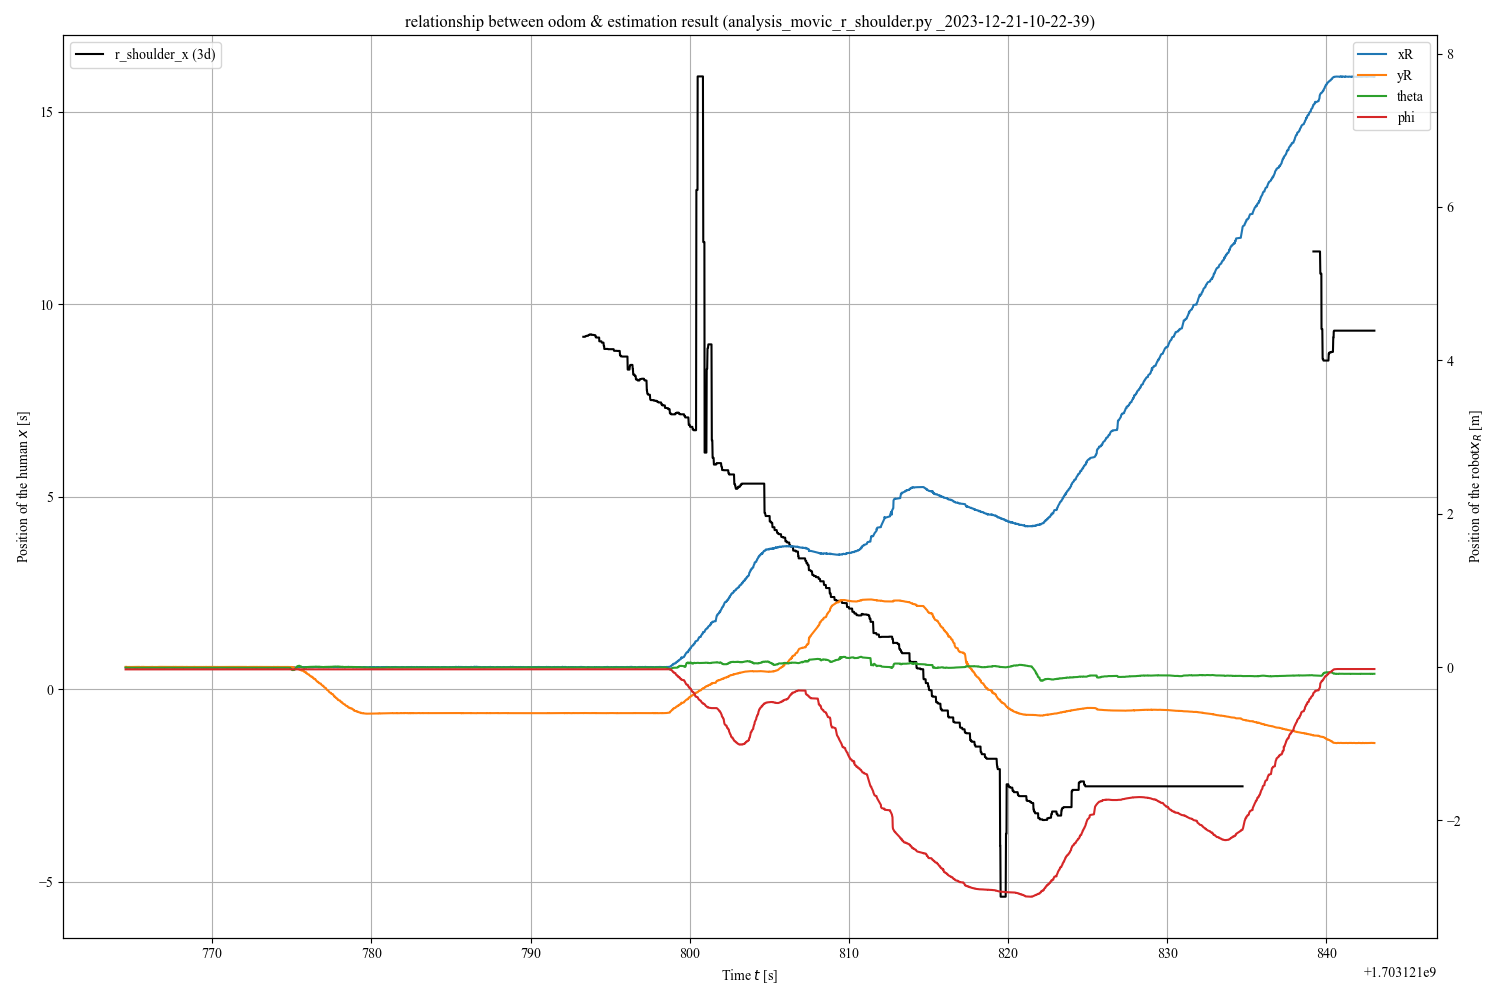 relationship between odom & estimation result (analysis_movic_r_shoulder.py _2023-12-21-10-22-39)
r_shoulder_x (3d)
xR
yR
theta
phi
15
10
5
0
−5
8
6
4
2
0
−2
Position of the human x [s]
Position of the robotx_R [m]
770 780 790 800 810 820 830 840
+1.703121e9
Time t [s]